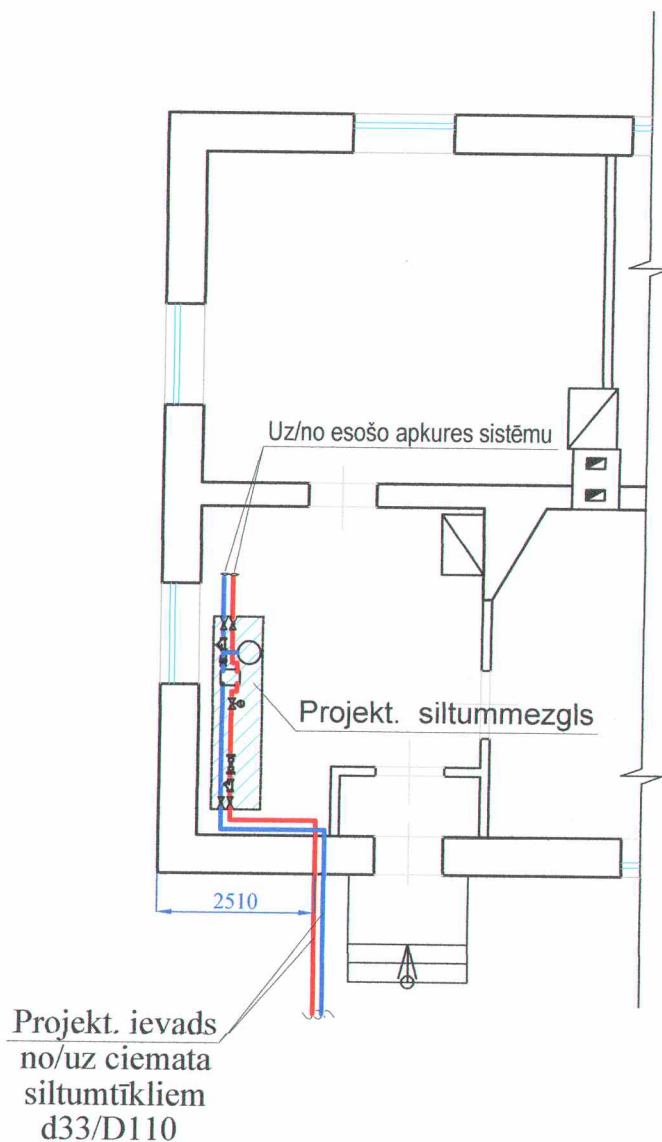 Uz/no esošo apkures sistēmu
Projekt. siltummezgls
2510
Projekt. ievads
no/uz ciemata
siltumtīkliem
d33/D110